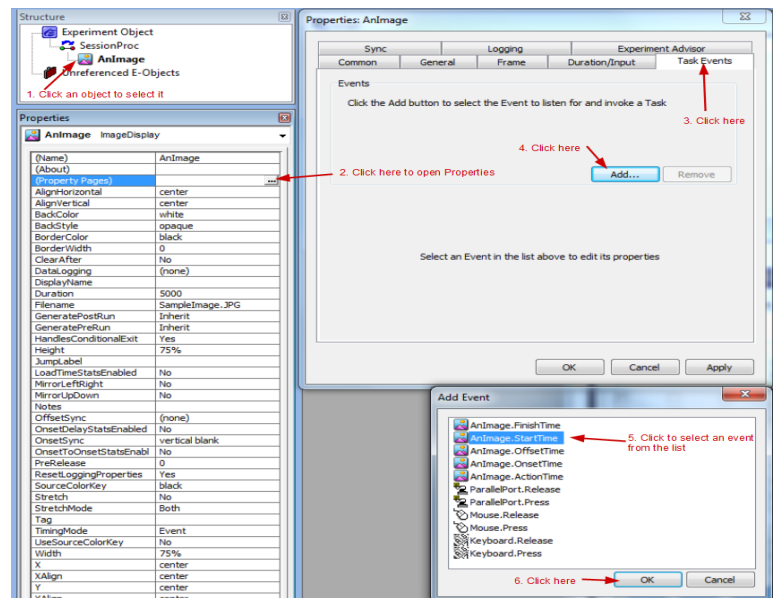 Structure
Experiment Object
SessionProc
AnImage
Unreferenced E-Objects
1. Click an object to select it
Properties
AnImage ImageDisplay
(Name) AnImage
(About)
(Property Pages) ...
2. Click here to open Properties
AlignHorizontal center
AlignVertical center
BackColor white
BackStyle opaque
BorderColor black
BorderWidth 0
ClearAfter No
DataLogging (none)
DisplayName
Duration 5000
Filename SampleImage.JPG
GeneratePostRun Inherit
GeneratePreRun Inherit
HandlesConditionalExit Yes
Height 75%
JumpLabel
LoadTimeStatsEnabled No
MirrorLeftRight No
MirrorUpDown No
Notes
OffsetSync (none)
OnsetDelayStatsEnabled No
OnsetSync vertical blank
OnsetToOnsetStatsEnabl No
PreRelease 0
ResetLoggingProperties Yes
SourceColorKey black
Stretch No
StretchMode Both
Tag
TimingMode Event
UseSourceColorKey No
Width 75%
X center
XAlign center
Y center
YAlign center
Properties: AnImage
Sync Logging Experiment Advisor
Common General Frame Duration/Input Task Events
Events
Click the Add button to select the Event to listen for and invoke a Task
3. Click here
4. Click here
Add... Remove
Select an Event in the list above to edit its properties
OK Cancel Apply
Add Event
AnImage.FinishTime
AnImage.StartTime
AnImage.OffsetTime
AnImage.OnsetTime
AnImage.ActionTime
ParallelPort.Release
ParallelPort.Press
Mouse.Release
Mouse.Press
Keyboard.Release
Keyboard.Press
5. Click to select an event
from the list
6. Click here
OK Cancel